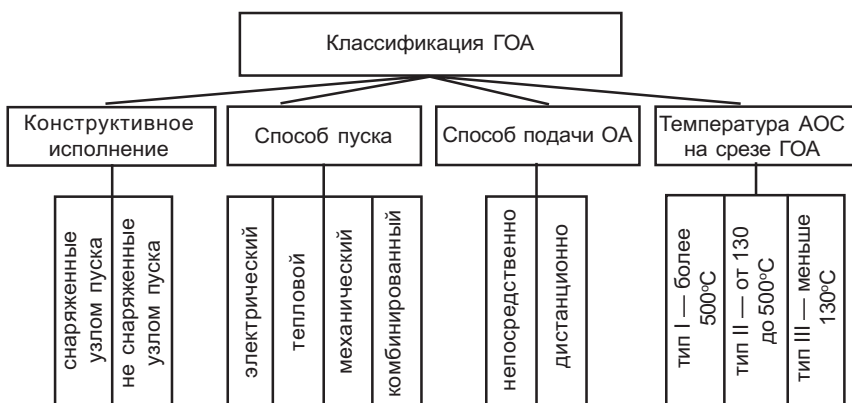 Классификация ГОА
Конструктивное
исполнение
Способ пуска
Способ подачи ОА
Температура АОС
на срезе ГОА
снаряженные
узлом пуска
не снаряженные
узлом пуска
электрический
тепловой
механический
комбинированный
непосредственно
дистанционно
тип I — более
500°С
тип II — от 130
до 500°С
тип III — меньше
130°С